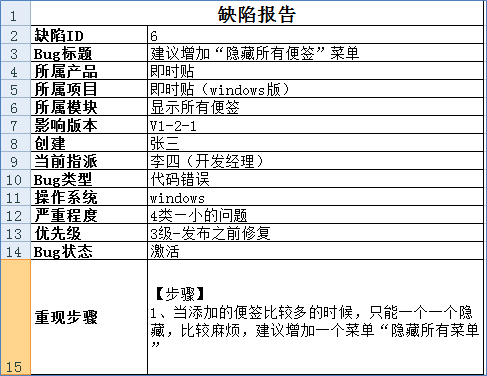 1 缺陷报告
2 缺陷ID 6
3 Bug标题 建议增加“隐藏所有便签”菜单
4 所属产品 即时贴
5 所属项目 即时贴（windows版）
6 所属模块 显示所有便签
7 影响版本 V1-2-1
8 创建 张三
9 当前指派 李四（开发经理）
10 Bug类型 代码错误
11 操作系统 windows
12 严重程度 4类一小的问题
13 优先级 3级-发布之前修复
14 Bug状态 激活
15 重现步骤 【步骤】
1、当添加的便签比较多的时候，只能一个一个隐
藏，比较麻烦，建议增加一个菜单“隐藏所有菜单
”